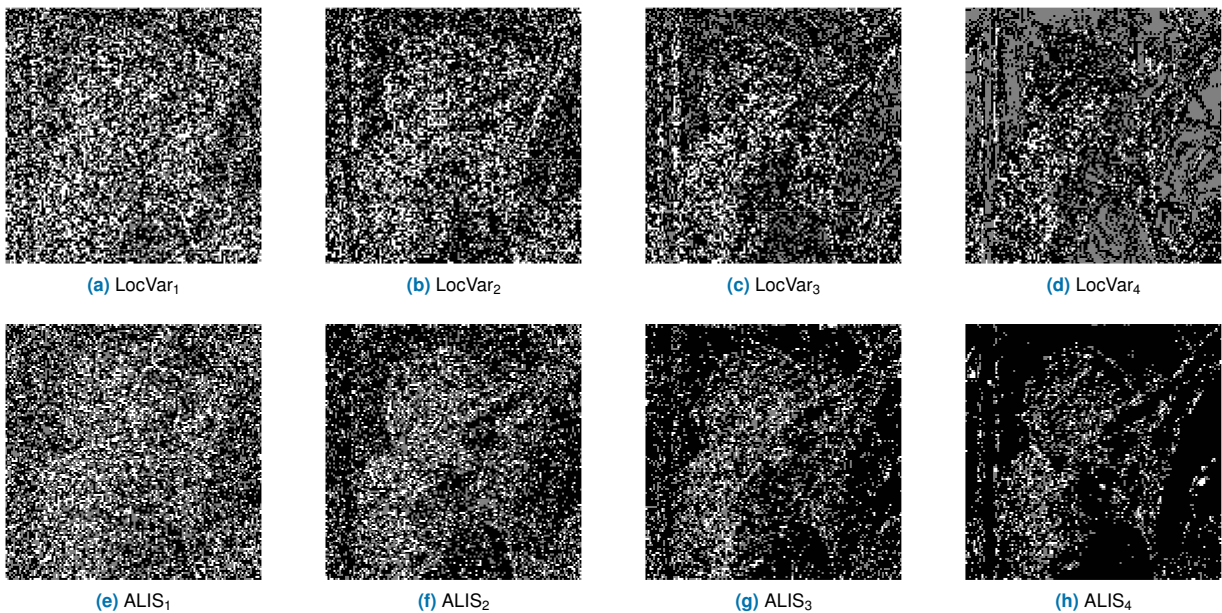 (a) LocVar₁
(b) LocVar₂
(c) LocVar₃
(d) LocVar₄
(e) ALIS₁
(f) ALIS₂
(g) ALIS₃
(h) ALIS₄